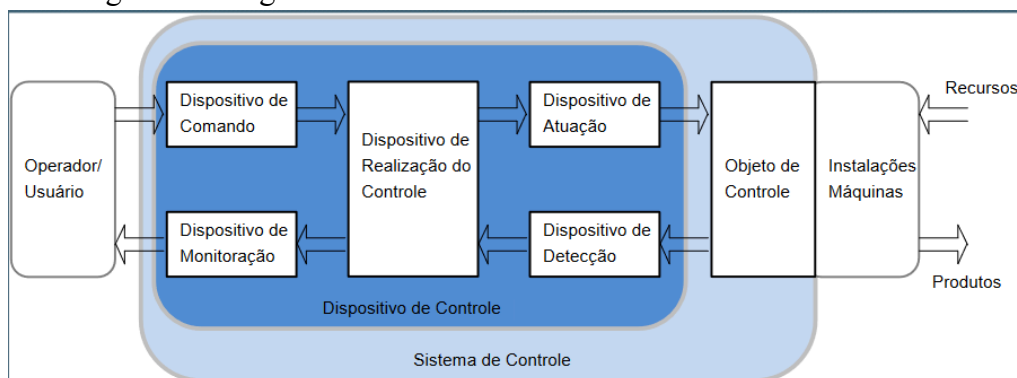 Operador/
Usuário
Dispositivo de
Comando
Dispositivo de
Monitoração
Dispositivo de
Realização do
Controle
Dispositivo de
Atuação
Dispositivo de
Detecção
Objeto de
Controle
Instalações
Máquinas
Recursos
Produtos
Dispositivo de Controle
Sistema de Controle